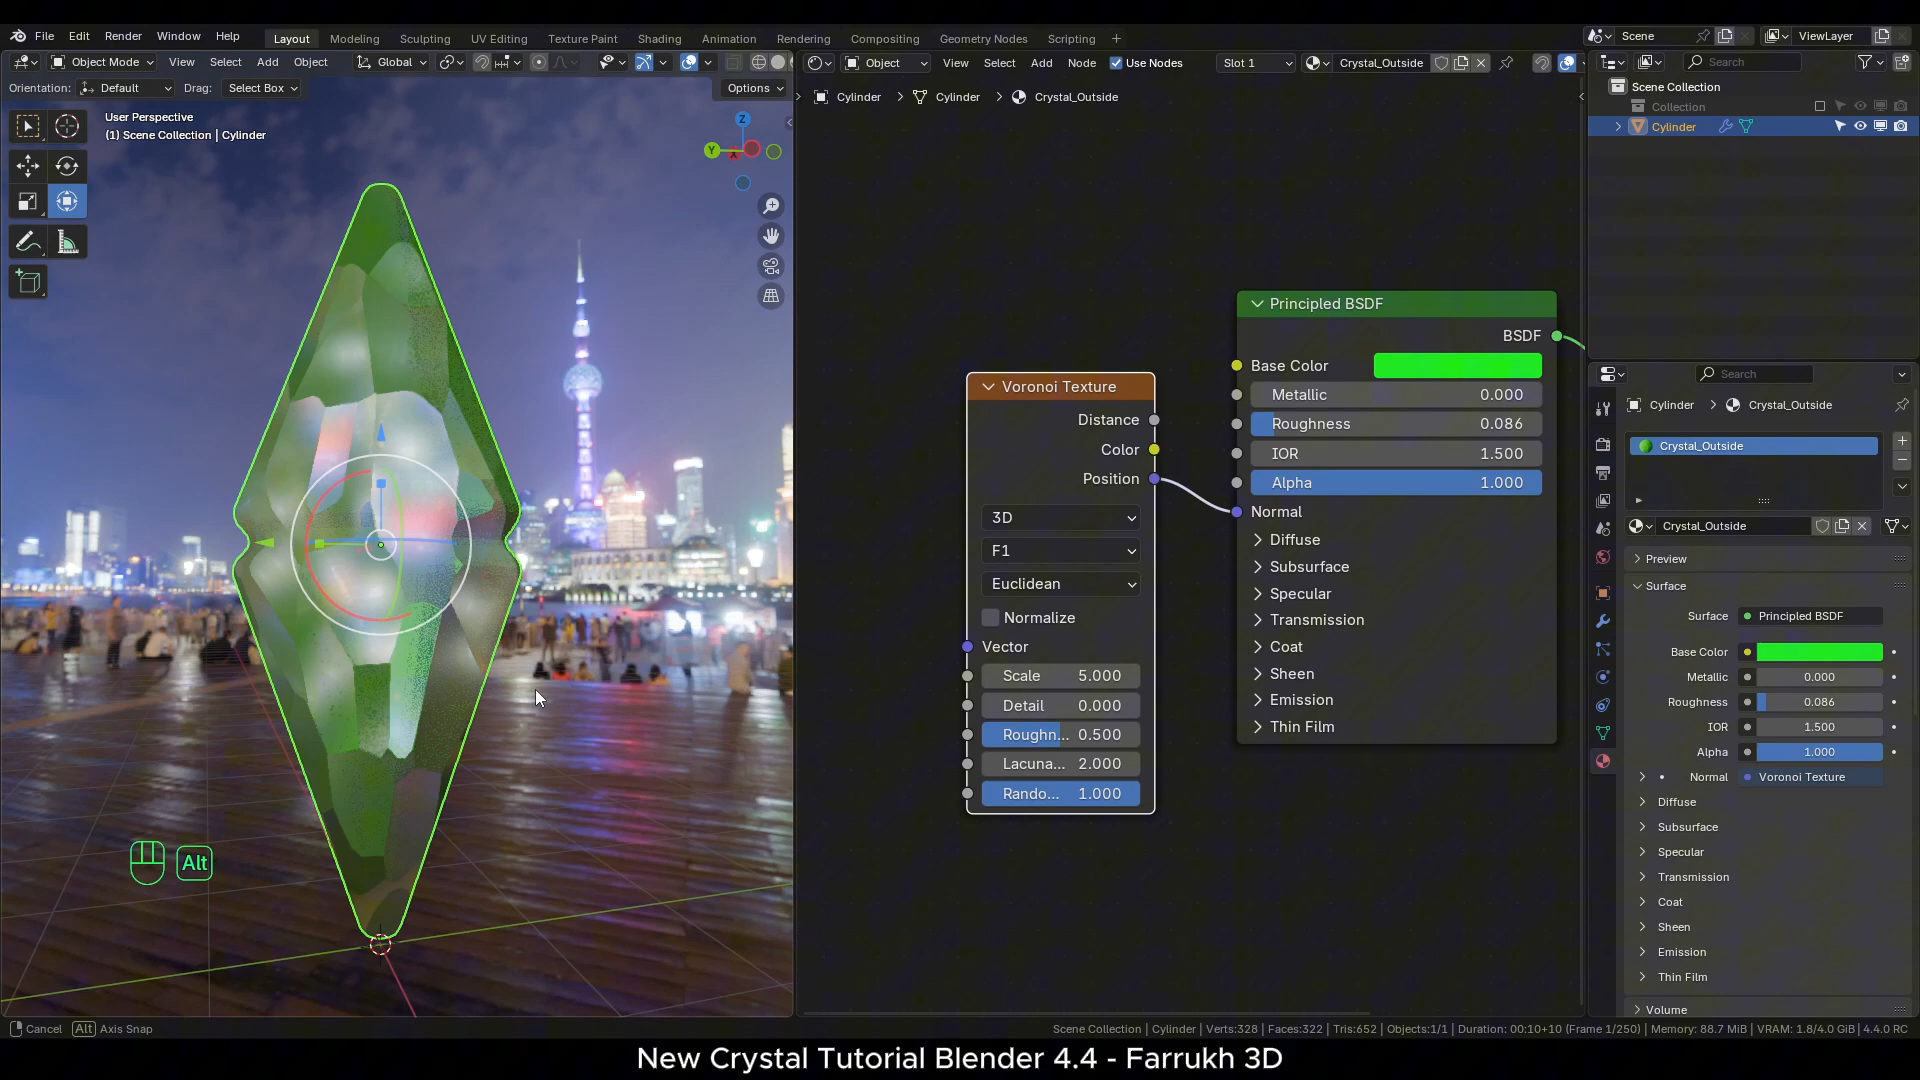 File Edit Render Window Help
Layout Modeling Sculpting UV Editing Texture Paint Shading Animation Rendering Compositing Geometry Nodes Scripting +
Scene
ViewLayer
Object Mode View Select Add Object Global
Object View Select Add Node Use Nodes Slot 1 Crystal_Outside
Search
Orientation: Default Drag: Select Box Options
Cylinder > Cylinder > Crystal_Outside
Scene Collection
Collection
Cylinder
User Perspective
(1) Scene Collection | Cylinder
Z
Y
X
Principled BSDF
BSDF
Base Color
Metallic 0.000
Roughness 0.086
IOR 1.500
Alpha 1.000
Normal
Diffuse
Subsurface
Specular
Transmission
Coat
Sheen
Emission
Thin Film
Voronoi Texture
Distance
Color
Position
3D
F1
Euclidean
Normalize
Vector
Scale 5.000
Detail 0.000
Roughn... 0.500
Lacuna... 2.000
Rando... 1.000
Search
Cylinder > Crystal_Outside
Crystal_Outside
Crystal_Outside
Preview
Surface
Surface Principled BSDF
Base Color
Metallic 0.000
Roughness 0.086
IOR 1.500
Alpha 1.000
Normal Voronoi Texture
Diffuse
Subsurface
Specular
Transmission
Coat
Sheen
Emission
Thin Film
Volume
Alt
Cancel Alt Axis Snap
Scene Collection | Cylinder | Verts:328 | Faces:322 | Tris:652 | Objects:1/1 | Duration: 00:10+10 (Frame 1/250) | Memory: 88.7 MiB | VRAM: 1.8/4.0 GiB | 4.4.0 RC
New Crystal Tutorial Blender 4.4 - Farrukh 3D